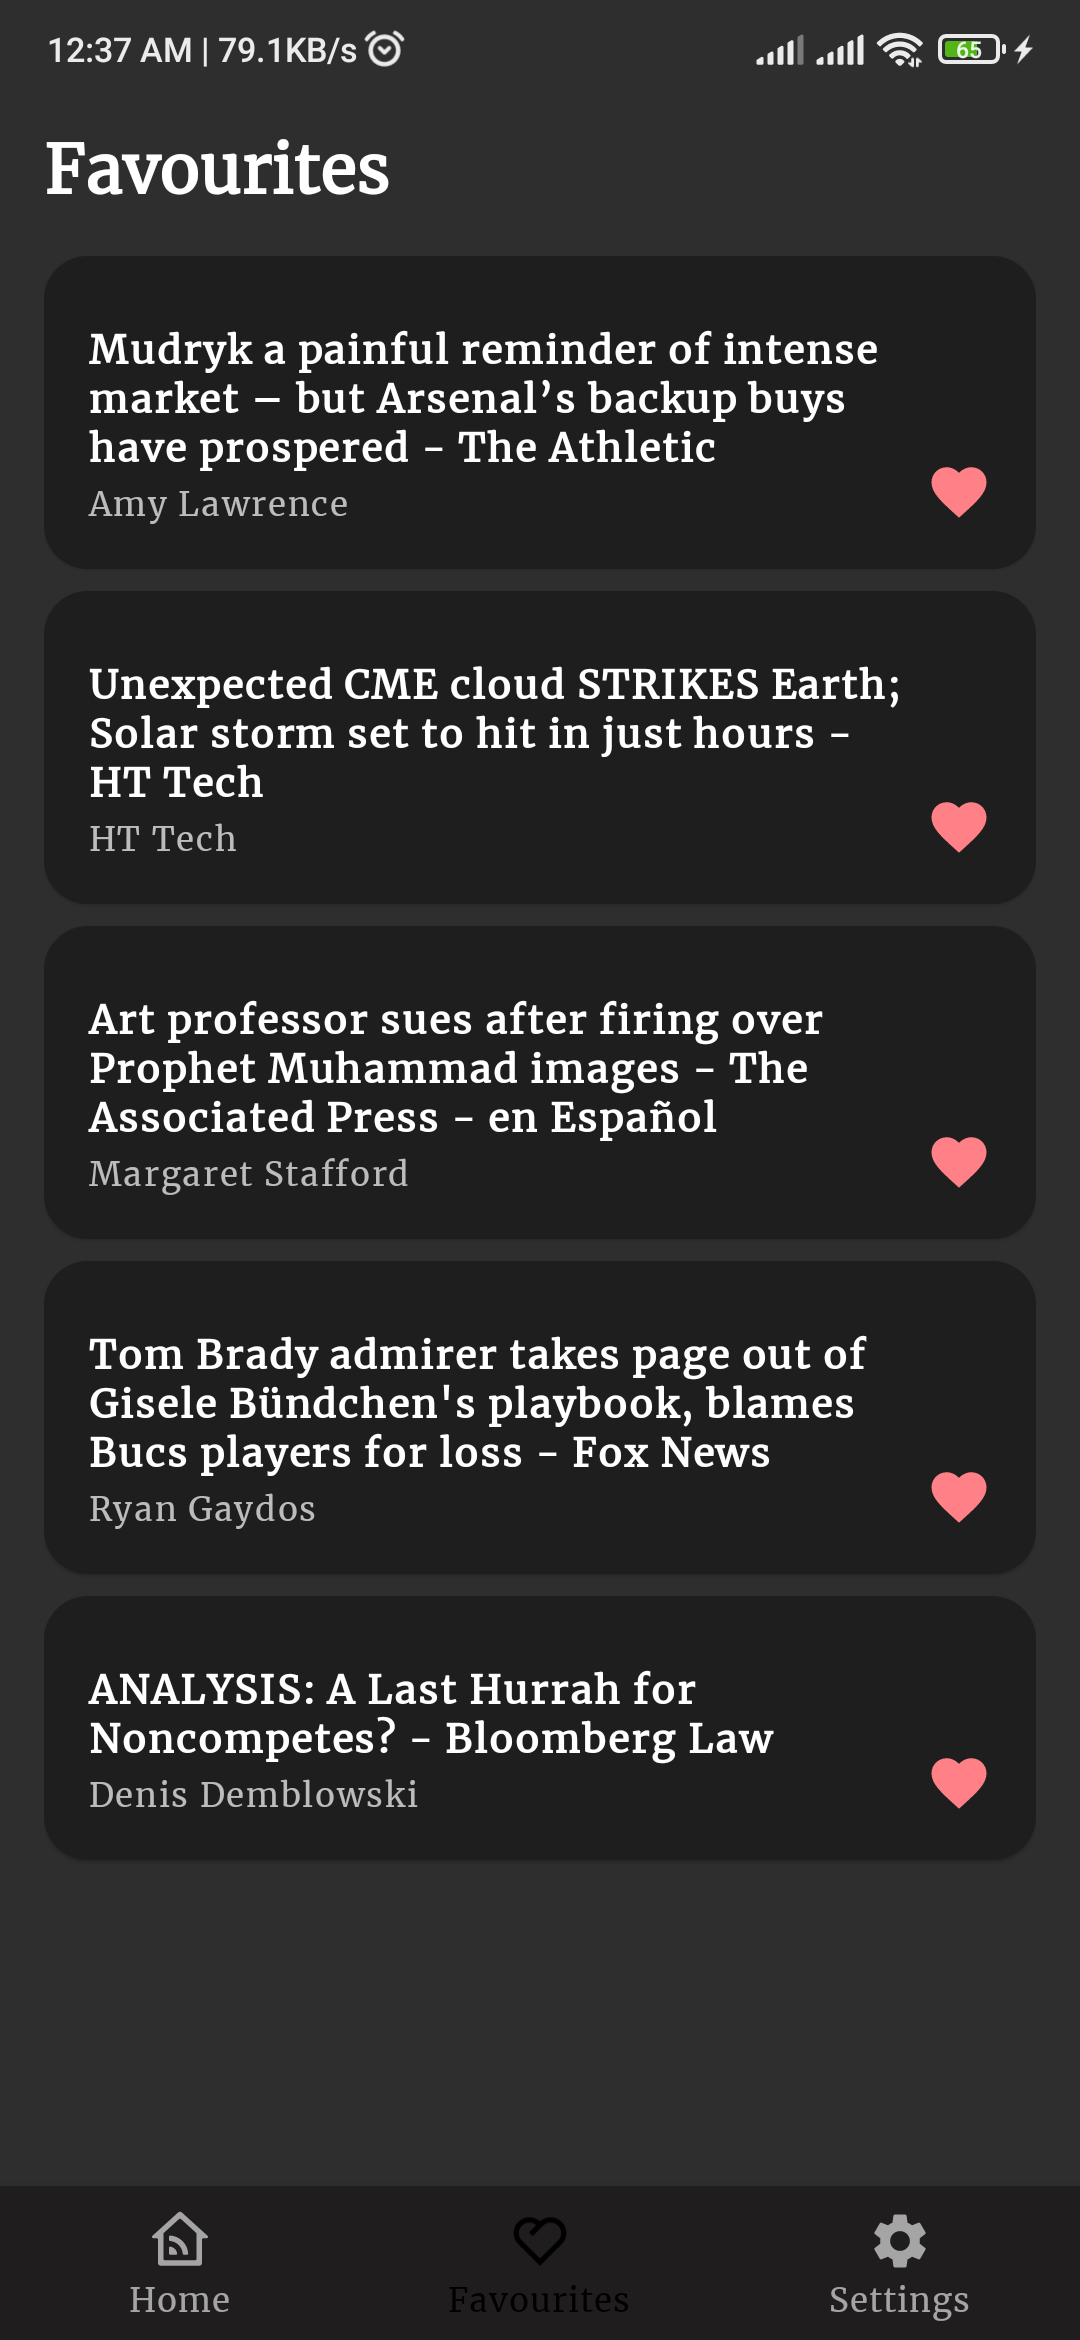 12:37 AM | 79.1KB/s
65
Favourites
Mudryk a painful reminder of intense
market – but Arsenal’s backup buys
have prospered - The Athletic
Amy Lawrence
Unexpected CME cloud STRIKES Earth;
Solar storm set to hit in just hours -
HT Tech
HT Tech
Art professor sues after firing over
Prophet Muhammad images - The
Associated Press - en Español
Margaret Stafford
Tom Brady admirer takes page out of
Gisele Bündchen's playbook, blames
Bucs players for loss - Fox News
Ryan Gaydos
ANALYSIS: A Last Hurrah for
Noncompetes? - Bloomberg Law
Denis Demblowski
Home
Favourites
Settings